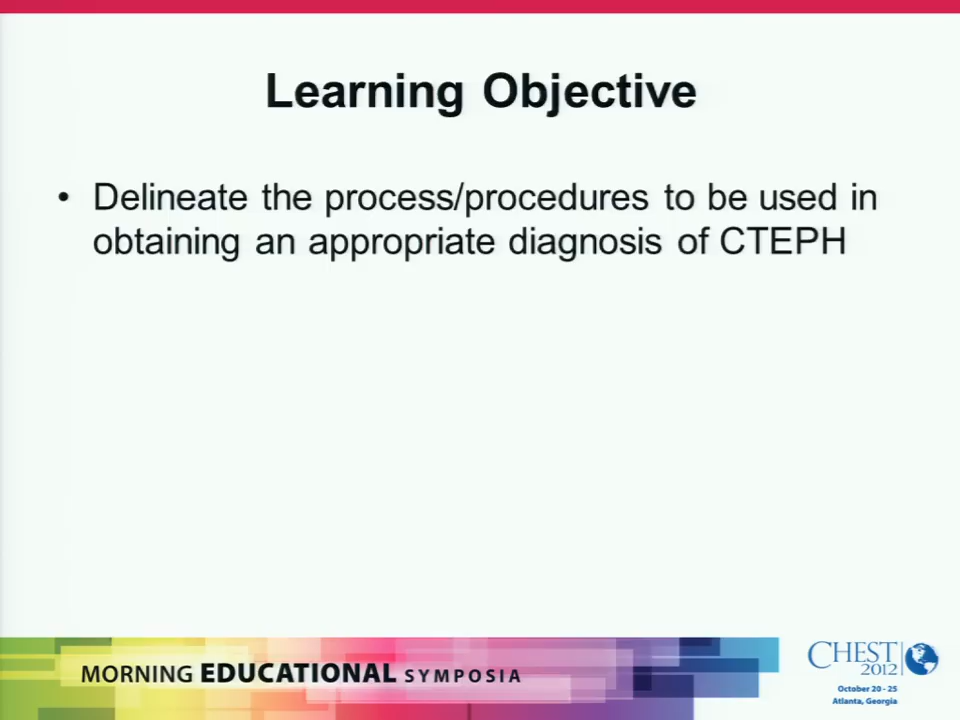 Learning Objective
• Delineate the process/procedures to be used in
obtaining an appropriate diagnosis of CTEPH
MORNING EDUCATIONAL SYMPOSIA
CHEST
2012
October 20 - 25
Atlanta, Georgia